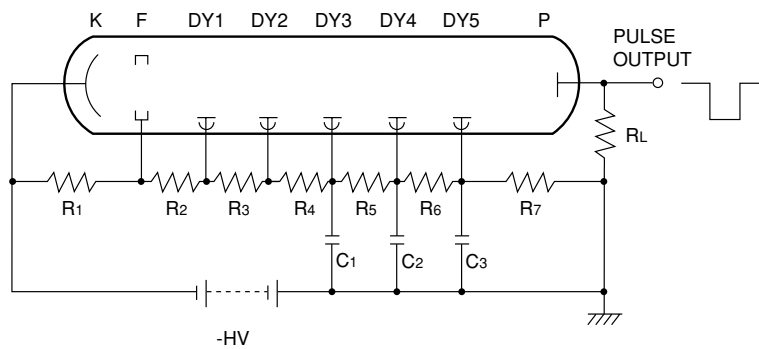 K F DY1 DY2 DY3 DY4 DY5 P
PULSE
OUTPUT
RL
R1 R2 R3 R4 R5 R6 R7
C1 C2 C3
-HV